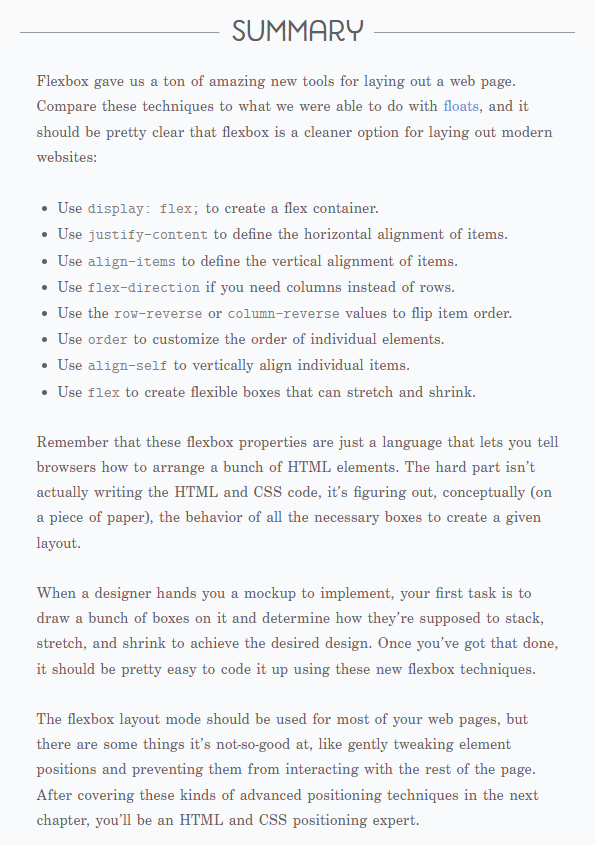 SUMMARY
Flexbox gave us a ton of amazing new tools for laying out a web page.
Compare these techniques to what we were able to do with floats, and it
should be pretty clear that flexbox is a cleaner option for laying out modern
websites:
• Use display: flex; to create a flex container.
• Use justify-content to define the horizontal alignment of items.
• Use align-items to define the vertical alignment of items.
• Use flex-direction if you need columns instead of rows.
• Use the row-reverse or column-reverse values to flip item order.
• Use order to customize the order of individual elements.
• Use align-self to vertically align individual items.
• Use flex to create flexible boxes that can stretch and shrink.
Remember that these flexbox properties are just a language that lets you tell
browsers how to arrange a bunch of HTML elements. The hard part isn’t
actually writing the HTML and CSS code, it’s figuring out, conceptually (on
a piece of paper), the behavior of all the necessary boxes to create a given
layout.
When a designer hands you a mockup to implement, your first task is to
draw a bunch of boxes on it and determine how they’re supposed to stack,
stretch, and shrink to achieve the desired design. Once you’ve got that done,
it should be pretty easy to code it up using these new flexbox techniques.
The flexbox layout mode should be used for most of your web pages, but
there are some things it’s not-so-good at, like gently tweaking element
positions and preventing them from interacting with the rest of the page.
After covering these kinds of advanced positioning techniques in the next
chapter, you’ll be an HTML and CSS positioning expert.